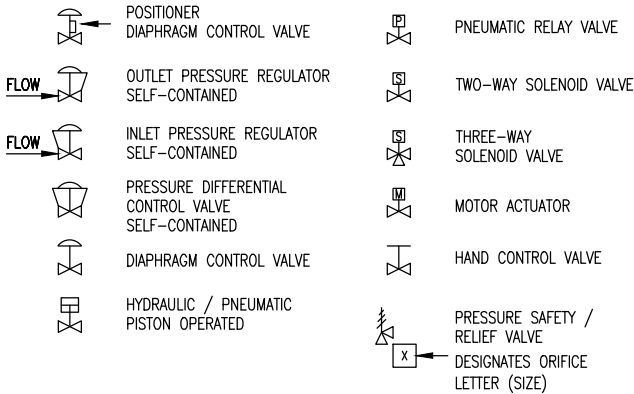 POSITIONER
DIAPHRAGM CONTROL VALVE
FLOW
OUTLET PRESSURE REGULATOR
SELF-CONTAINED
FLOW
INLET PRESSURE REGULATOR
SELF-CONTAINED
PRESSURE DIFFERENTIAL
CONTROL VALVE
SELF-CONTAINED
DIAPHRAGM CONTROL VALVE
HYDRAULIC / PNEUMATIC
PISTON OPERATED
P
PNEUMATIC RELAY VALVE
S
TWO-WAY SOLENOID VALVE
S
THREE-WAY
SOLENOID VALVE
M
MOTOR ACTUATOR
HAND CONTROL VALVE
PRESSURE SAFETY /
RELIEF VALVE
X
DESIGNATES ORIFICE
LETTER (SIZE)